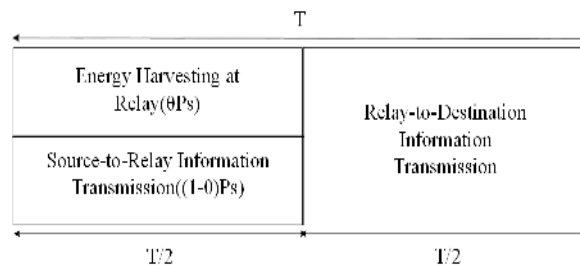 T
Energy Harvesting at
Relay(θPs)
Source-to-Relay Information
Transmission((1-0)Ps)
Relay-to-Destination
Information
Transmission
T/2
T/2